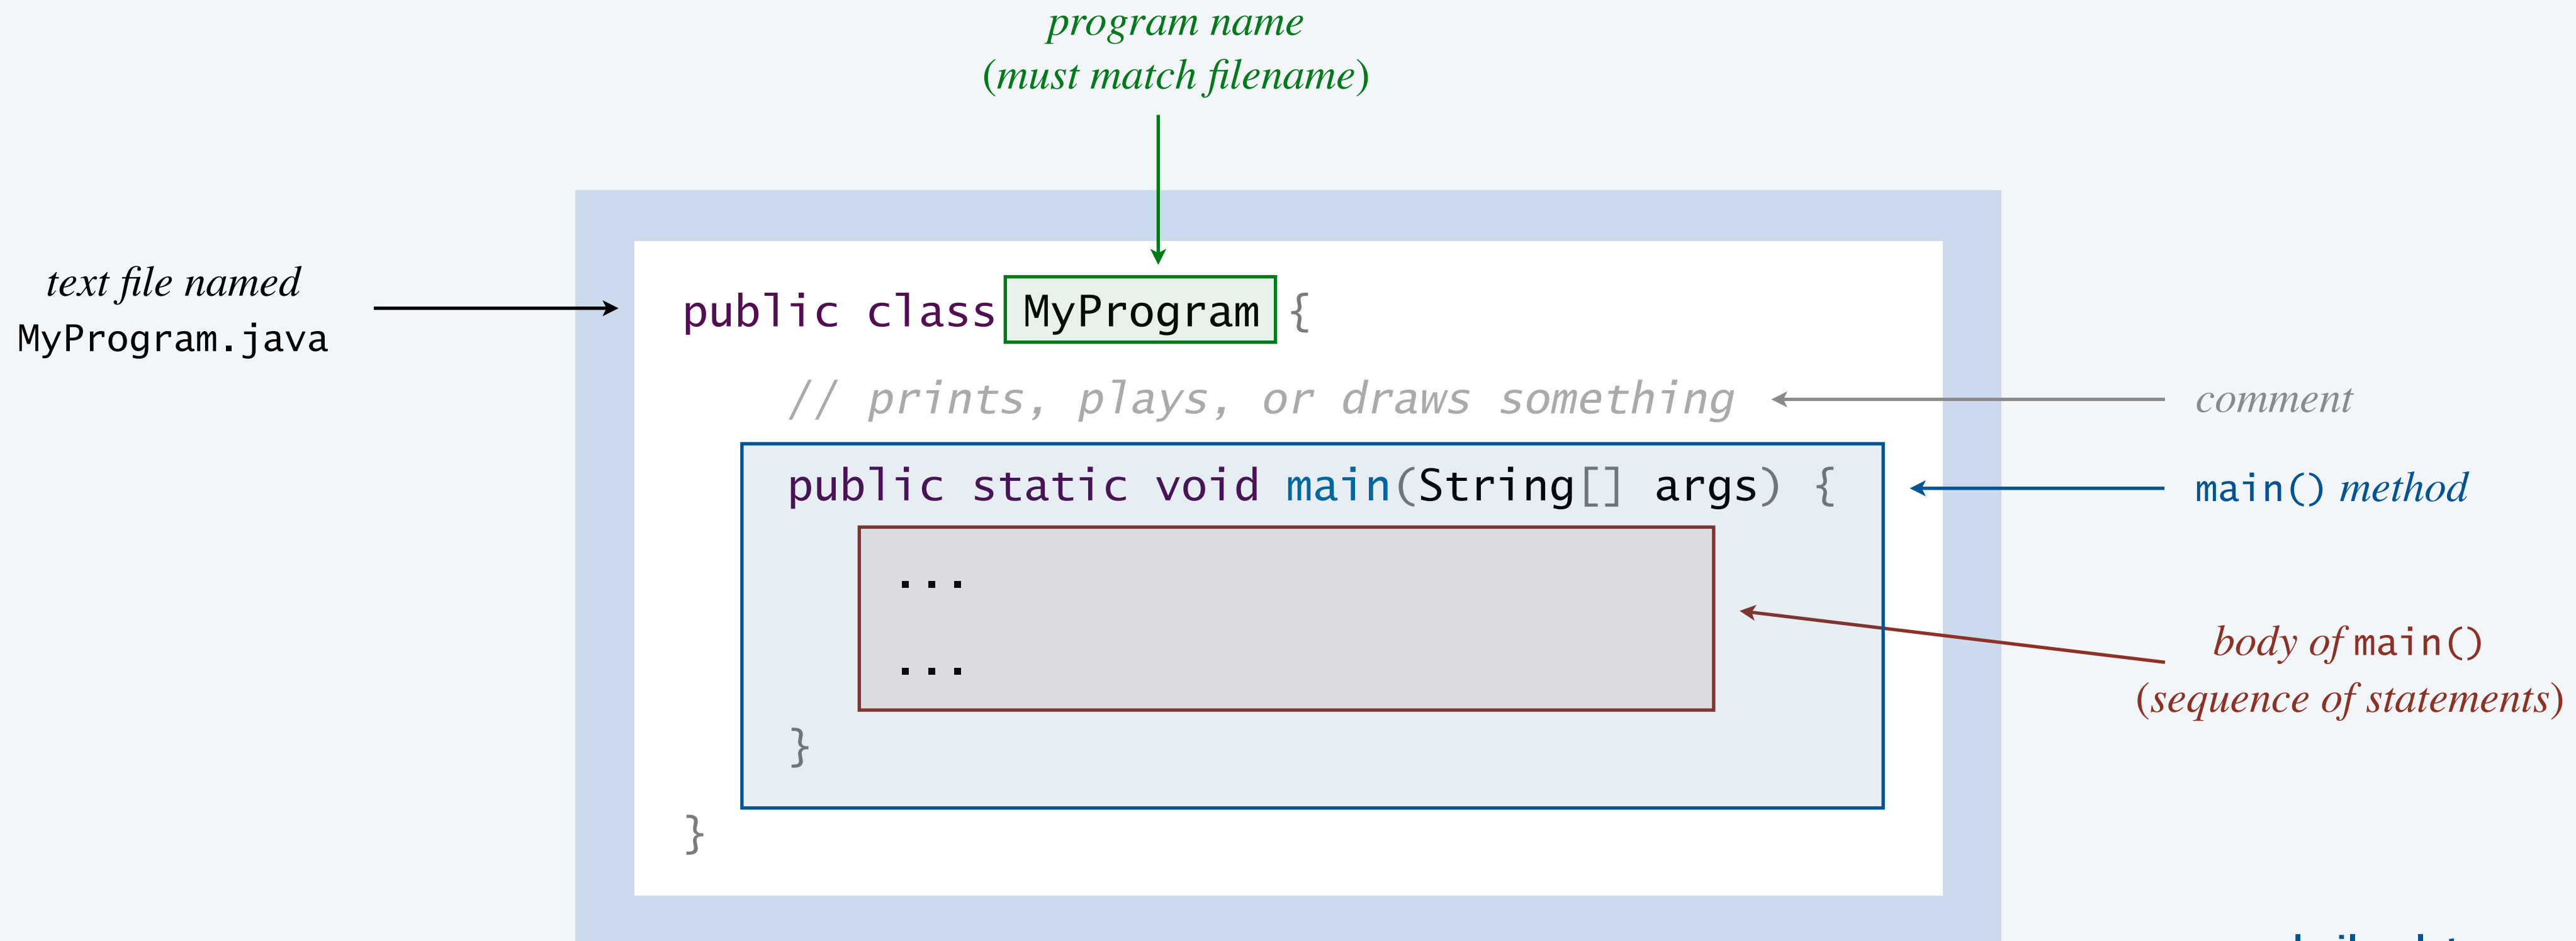 program name
(must match filename)
text file named
MyProgram.java
public class MyProgram {
// prints, plays, or draws something
comment
public static void main(String[] args) {
main() method
...
...
body of main()
(sequence of statements)
}
}